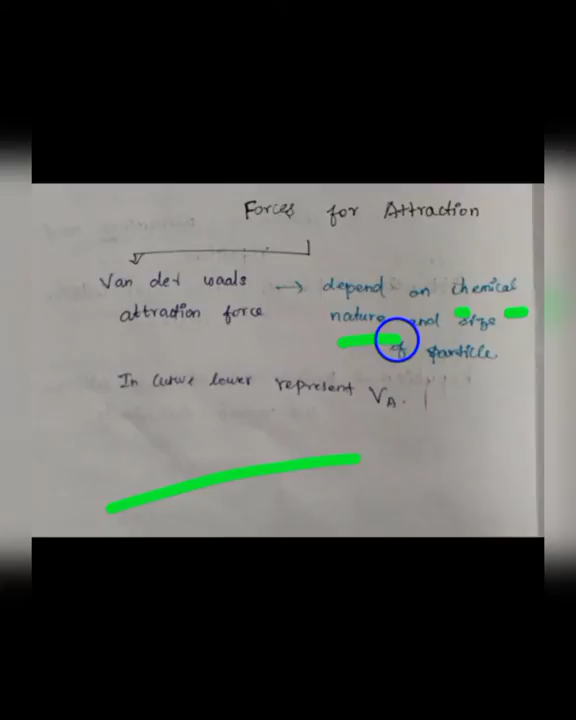 Forces for Attraction
Van der waals → depend on chemical
attraction force nature and size
of particle
In curve lower reprelent VA.